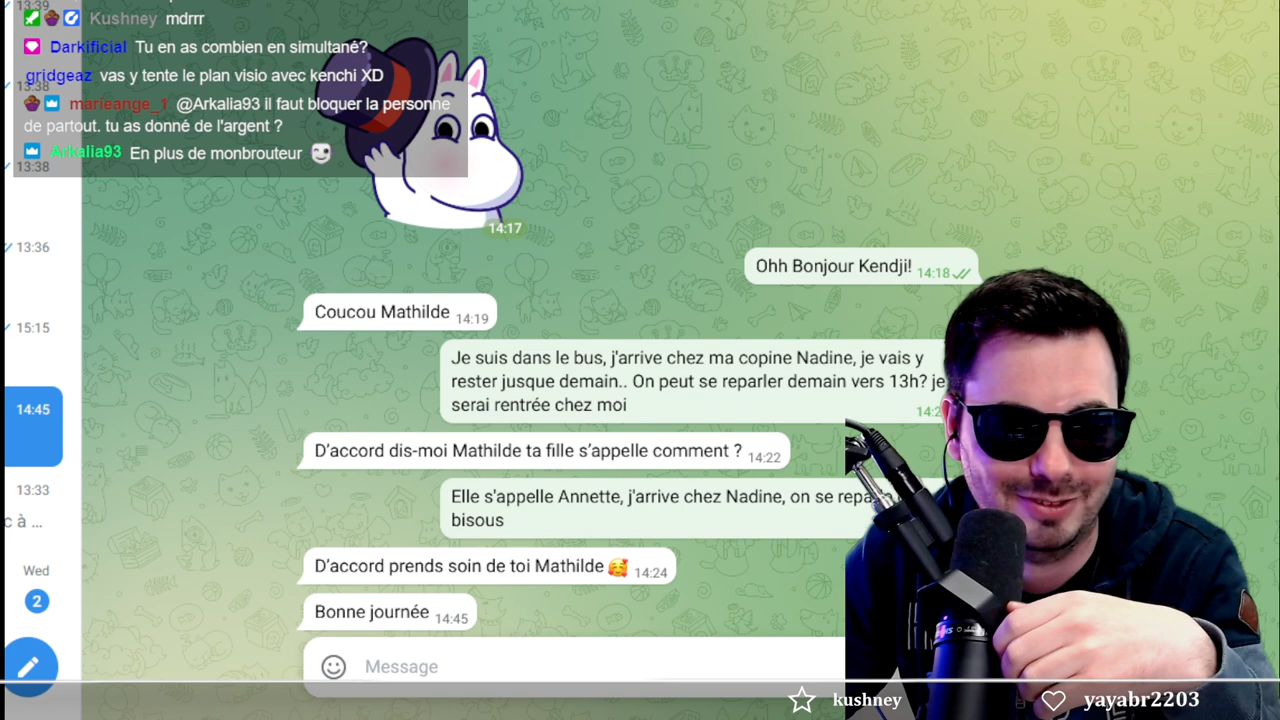 13:39
Kushney mdrrr
Darkificial Tu en as combien en simultané?
gridgeaz vas y tente le plan visio avec kenchi XD
13:38
marieange_1 @Arkalia93 il faut bloquer la personne
de partout. tu as donné de l'argent ?
Arkalia93 En plus de monbrouteur
13:38
14:17
13:36
Ohh Bonjour Kendji! 14:18
Coucou Mathilde 14:19
15:15
Je suis dans le bus, j'arrive chez ma copine Nadine, je vais y
rester jusque demain.. On peut se reparler demain vers 13h? je
serai rentrée chez moi
14:45
D'accord dis-moi Mathilde ta fille s'appelle comment ? 14:22
13:33
Elle s'appelle Annette, j'arrive chez Nadine, on se
bisous
c à ...
D'accord prends soin de toi Mathilde 🥰 14:24
Wed
2
Bonne journée 14:45
Message
kushney
yayabr2203